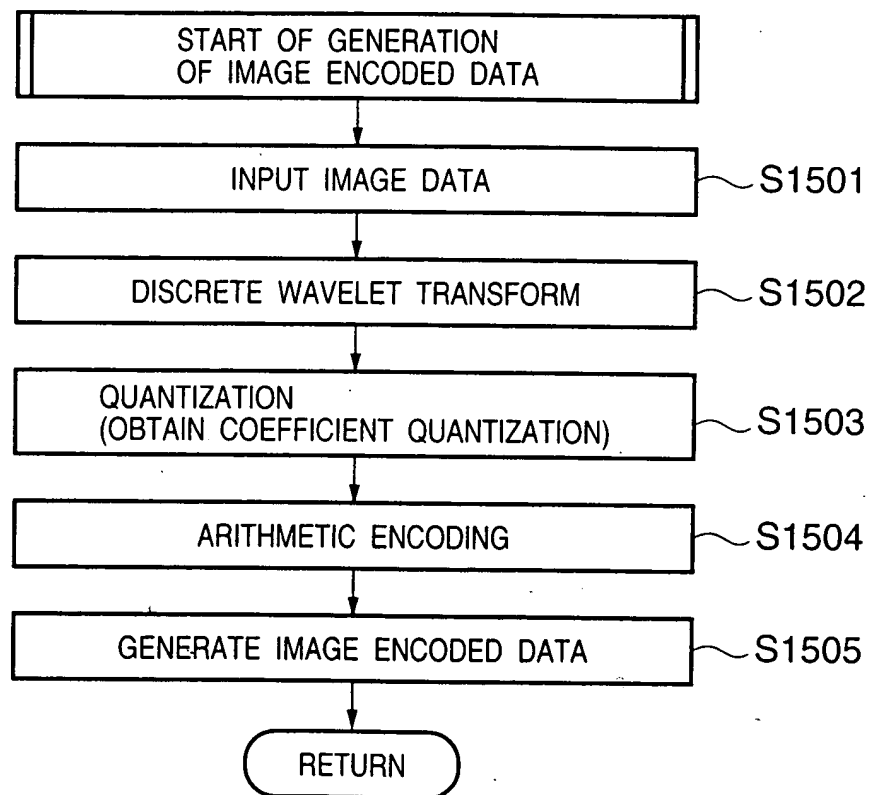 START OF GENERATION
OF IMAGE ENCODED DATA
INPUT IMAGE DATA
S1501
DISCRETE WAVELET TRANSFORM
S1502
QUANTIZATION
(OBTAIN COEFFICIENT QUANTIZATION)
S1503
ARITHMETIC ENCODING
S1504
GENERATE IMAGE ENCODED DATA
S1505
RETURN